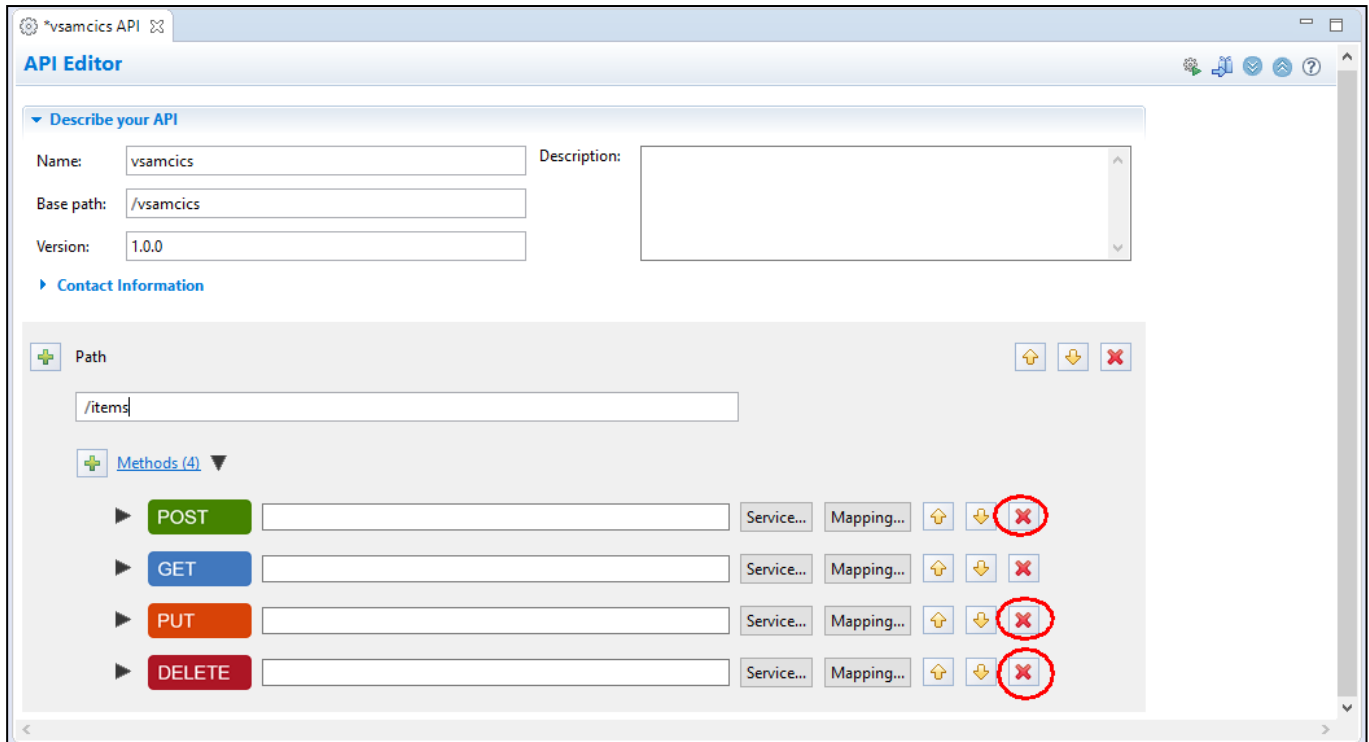 *vsamcics API
API Editor
Describe your API
Name: vsamcics Description:
Base path: /vsamcics
Version: 1.0.0
Contact Information
Path
/items
Methods (4)
POST Service... Mapping...
GET Service... Mapping...
PUT Service... Mapping...
DELETE Service... Mapping...